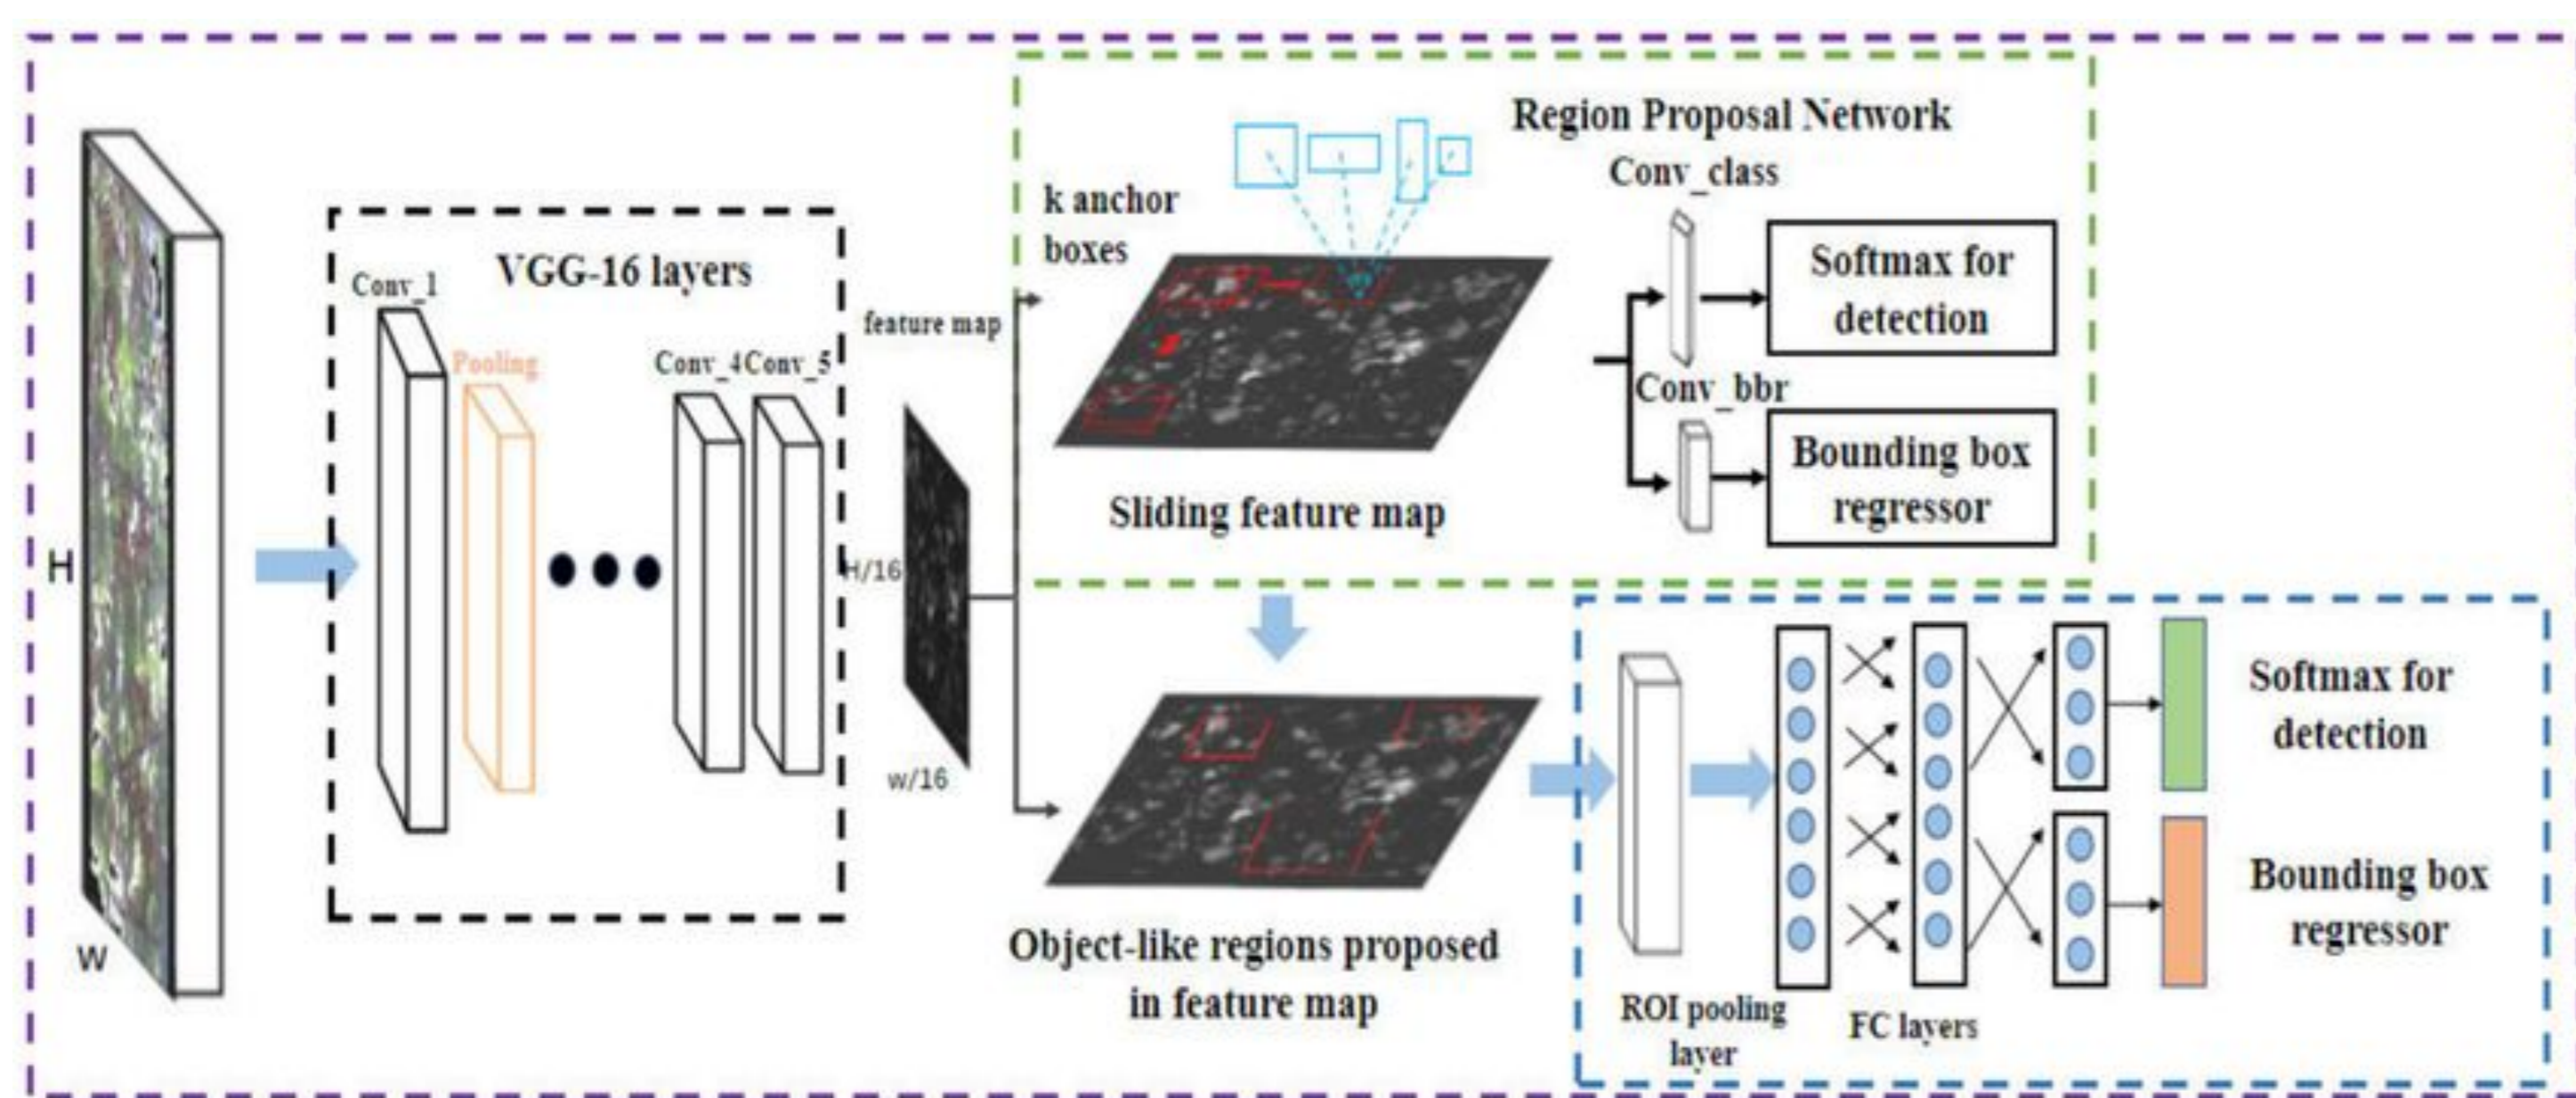 H
W
VGG-16 layers
Conv_1
Pooling
Conv_4
Conv_5
feature map
H/16
w/16
Region Proposal Network
k anchor
boxes
Sliding feature map
Conv_class
Softmax for
detection
Conv_bbr
Bounding box
regressor
Object-like regions proposed
in feature map
ROI pooling
layer
FC layers
Softmax for
detection
Bounding box
regressor